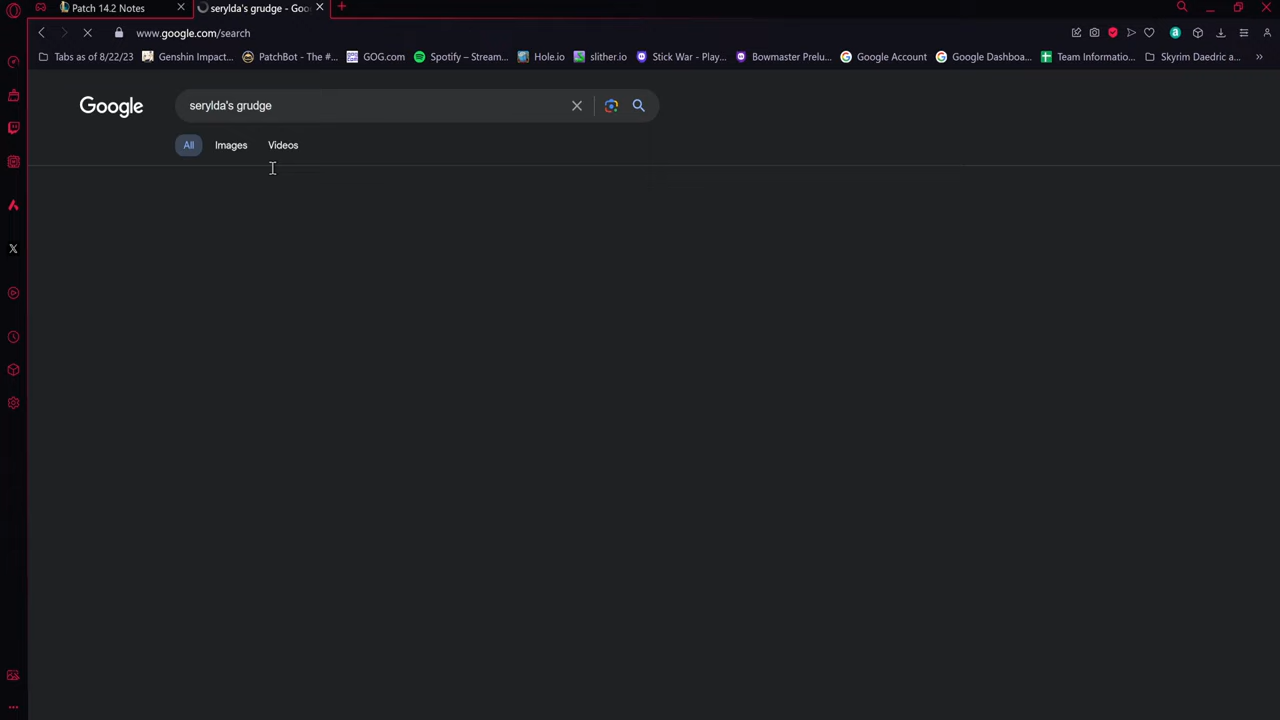 Patch 14.2 Notes
serylda's grudge - Goo
www.google.com/search
Tabs as of 8/22/23
Genshin Impact...
PatchBot - The #...
GOG.com
Spotify – Stream...
Hole.io
slither.io
Stick War - Play...
Bowmaster Prelu...
Google Account
Google Dashboa...
Team Informatio...
Skyrim Daedric a...
Google
serylda's grudge
All
Images
Videos